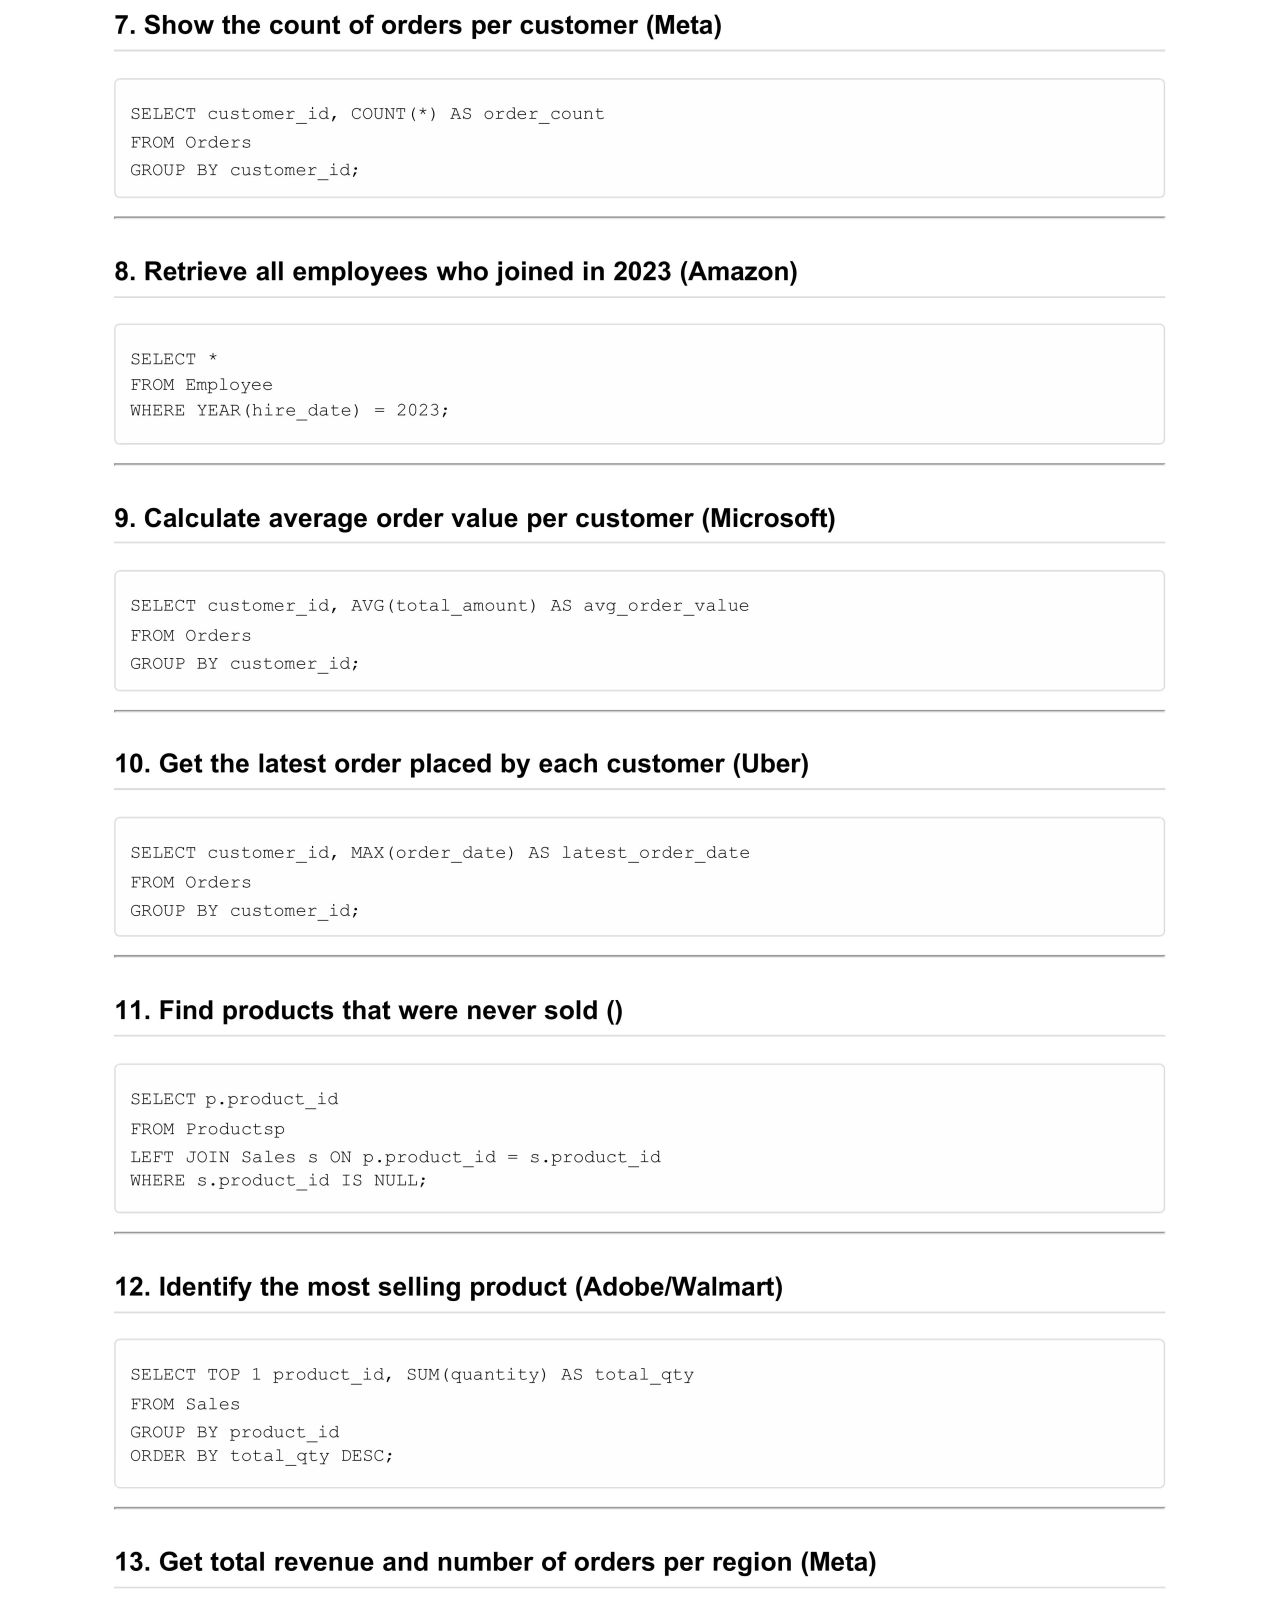 7. Show the count of orders per customer (Meta)
SELECT customer_id, COUNT(*) AS order_count
FROM Orders
GROUP BY customer_id;
8. Retrieve all employees who joined in 2023 (Amazon)
SELECT *
FROM Employee
WHERE YEAR(hire_date) = 2023;
9. Calculate average order value per customer (Microsoft)
SELECT customer_id, AVG(total_amount) AS avg_order_value
FROM Orders
GROUP BY customer_id;
10. Get the latest order placed by each customer (Uber)
SELECT customer_id, MAX(order_date) AS latest_order_date
FROM Orders
GROUP BY customer_id;
11. Find products that were never sold ()
SELECT p.product_id
FROM Productsp
LEFT JOIN Sales s ON p.product_id = s.product_id
WHERE s.product_id IS NULL;
12. Identify the most selling product (Adobe/Walmart)
SELECT TOP 1 product_id, SUM(quantity) AS total_qty
FROM Sales
GROUP BY product_id
ORDER BY total_qty DESC;
13. Get total revenue and number of orders per region (Meta)